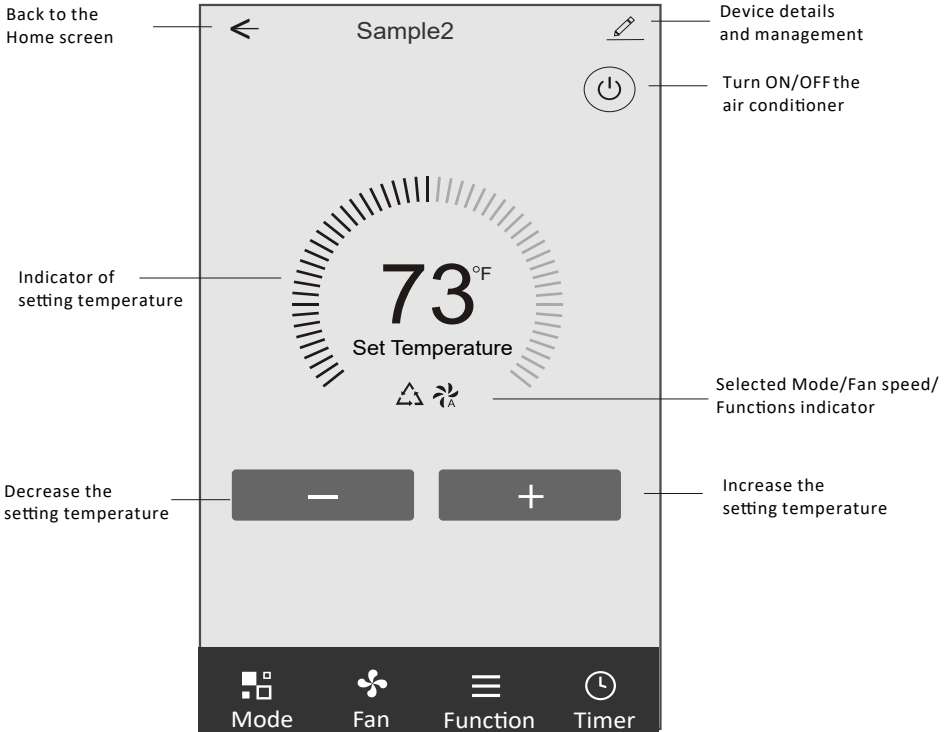 Back to the
Home screen
Sample2
Device details
and management
Turn ON/OFF the
air conditioner
Indicator of
setting temperature
73°F
Set Temperature
A
Selected Mode/Fan speed/
Functions indicator
Decrease the
setting temperature
Increase the
setting temperature
Mode
Fan
Function
Timer